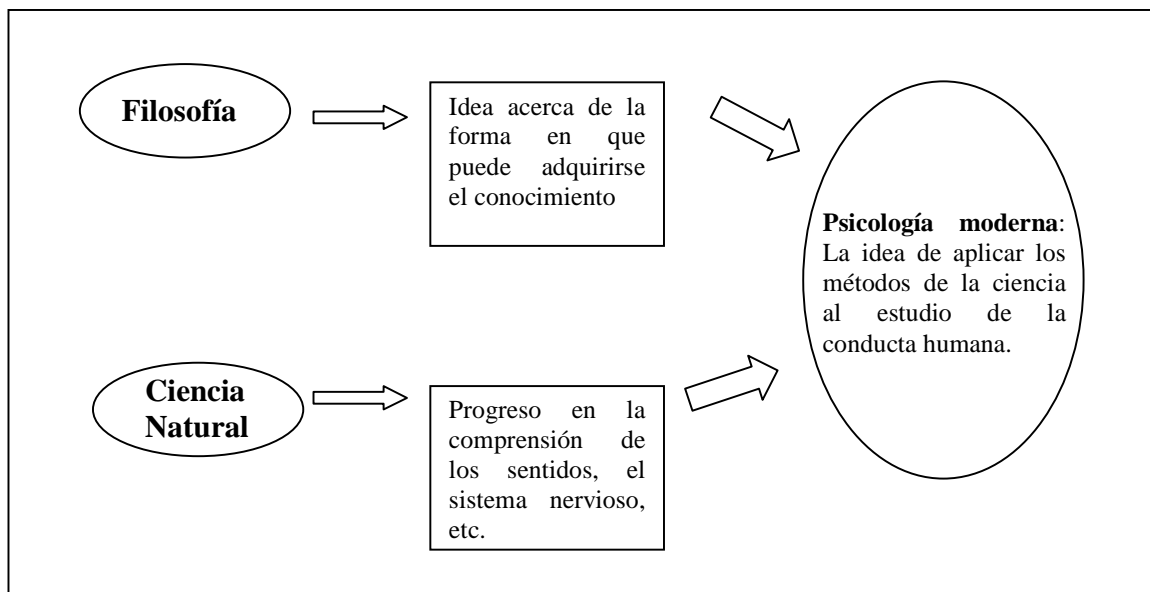 Filosofía
Idea acerca de la
forma en que
puede adquirirse
el conocimiento
Ciencia
Natural
Progreso en la
comprensión de
los sentidos, el
sistema nervioso,
etc.
Psicología moderna:
La idea de aplicar los
métodos de la ciencia
al estudio de la
conducta humana.